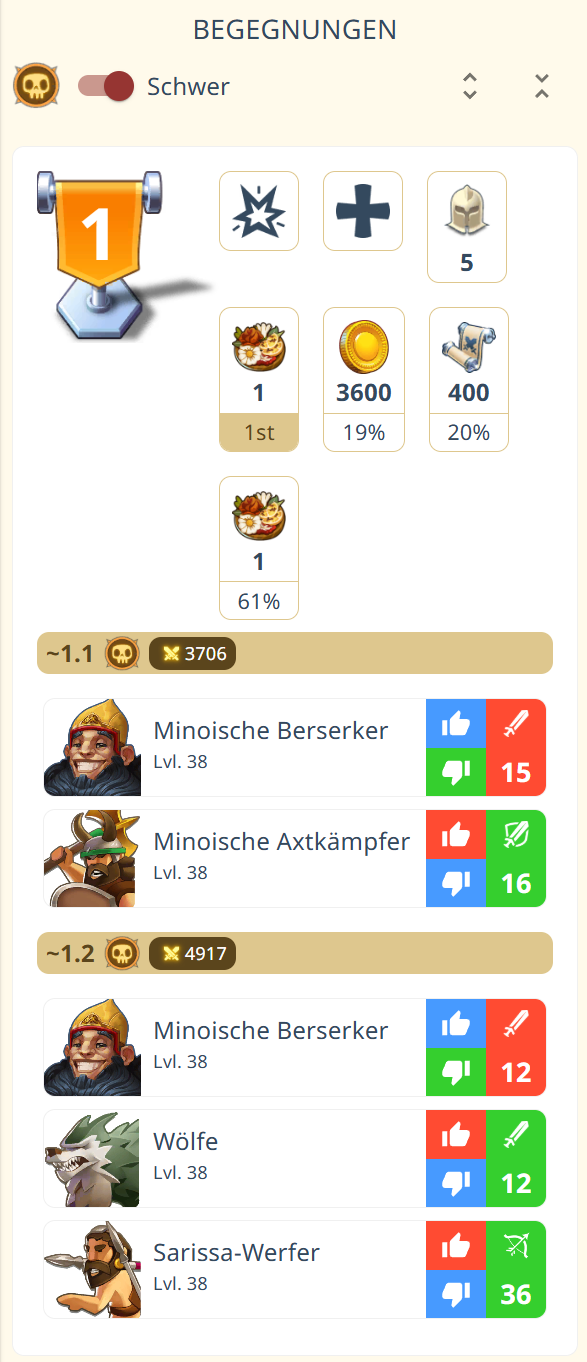 BEGEGNUNGEN
Schwer
1
5
1
3600
400
1st
19%
20%
1
61%
~1.1 3706
Minoische Berserker
Lvl. 38
15
Minoische Axtkämpfer
Lvl. 38
16
~1.2 4917
Minoische Berserker
Lvl. 38
12
Wölfe
Lvl. 38
12
Sarissa-Werfer
Lvl. 38
36